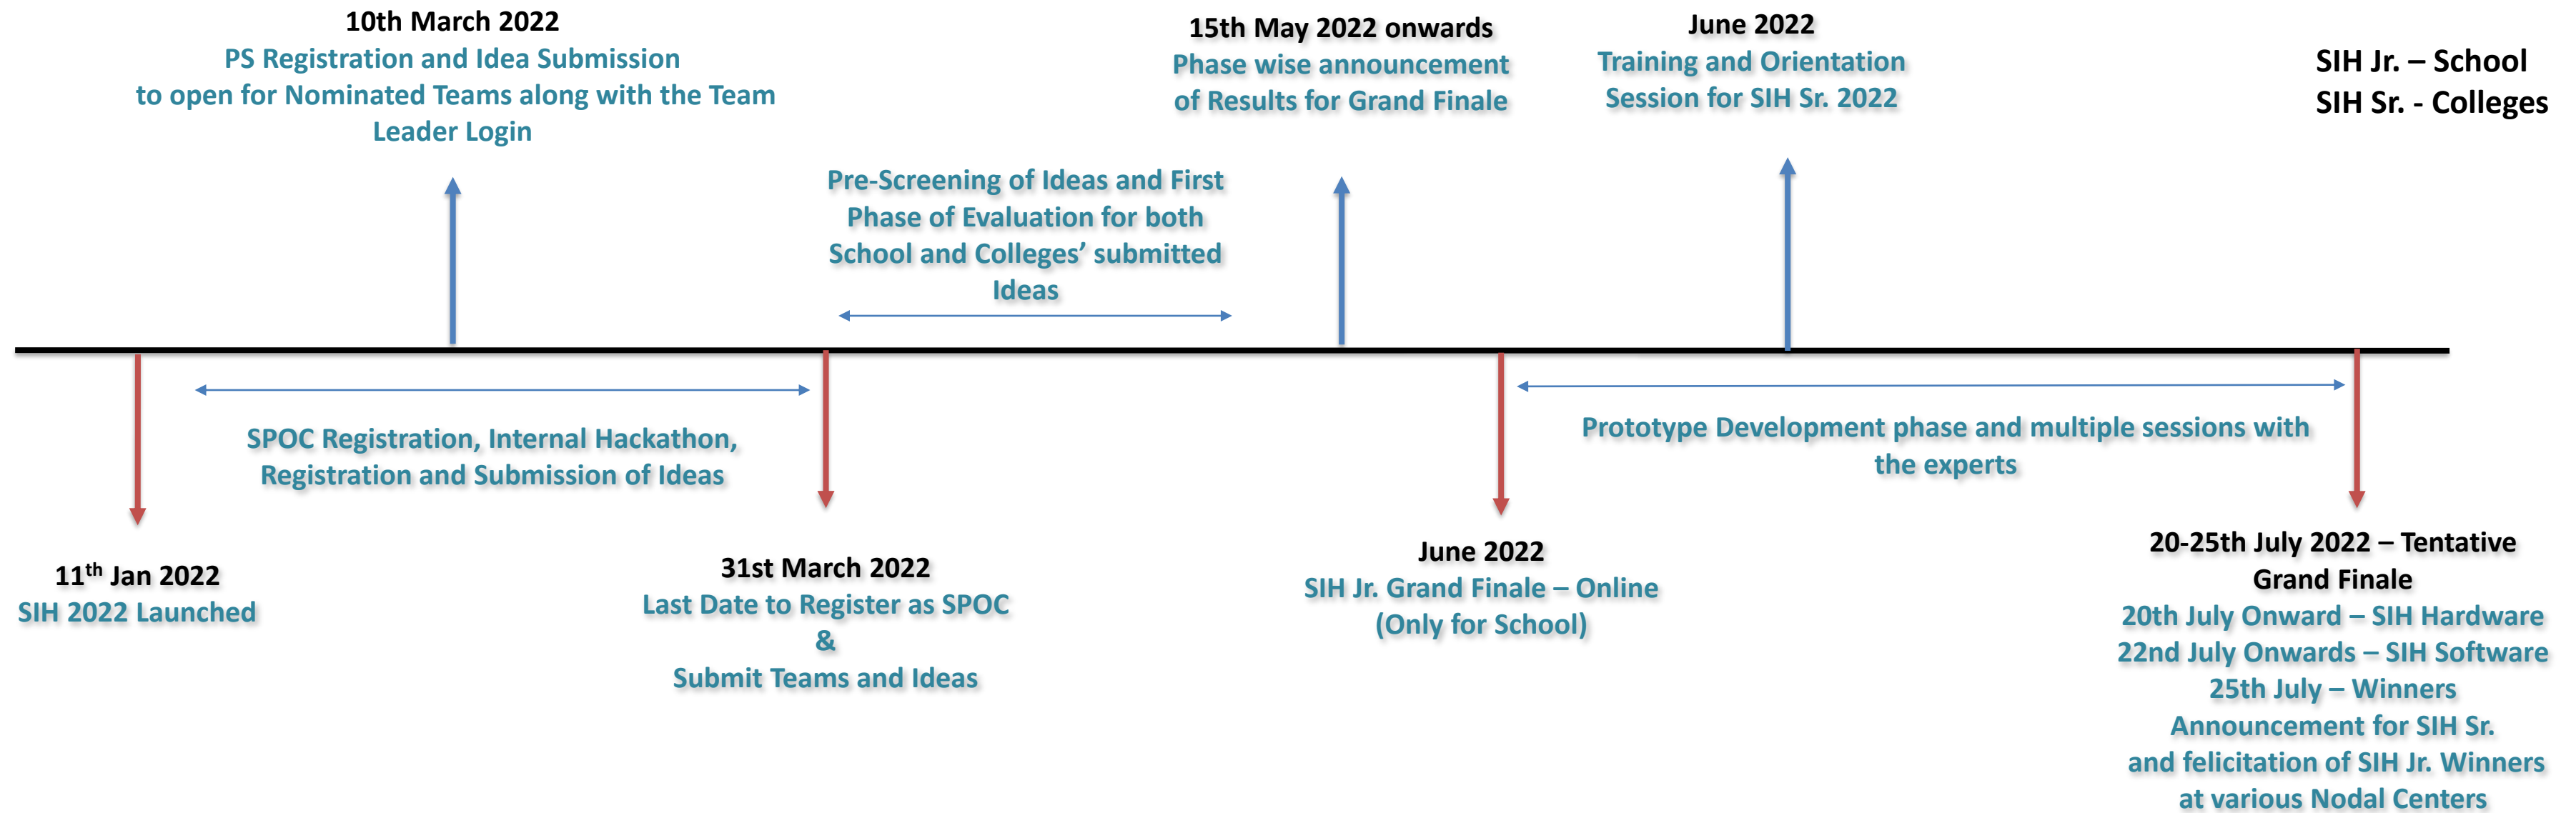 10th March 2022
PS Registration and Idea Submission
to open for Nominated Teams along with the Team
Leader Login
15th May 2022 onwards
Phase wise announcement
of Results for Grand Finale
June 2022
Training and Orientation
Session for SIH Sr. 2022
SIH Jr. – School
SIH Sr. - Colleges
Pre-Screening of Ideas and First
Phase of Evaluation for both
School and Colleges’ submitted
Ideas
SPOC Registration, Internal Hackathon,
Registration and Submission of Ideas
Prototype Development phase and multiple sessions with
the experts
11th Jan 2022
SIH 2022 Launched
31st March 2022
Last Date to Register as SPOC
&
Submit Teams and Ideas
June 2022
SIH Jr. Grand Finale – Online
(Only for School)
20-25th July 2022 – Tentative
Grand Finale
20th July Onward – SIH Hardware
22nd July Onwards – SIH Software
25th July – Winners
Announcement for SIH Sr.
and felicitation of SIH Jr. Winners
at various Nodal Centers